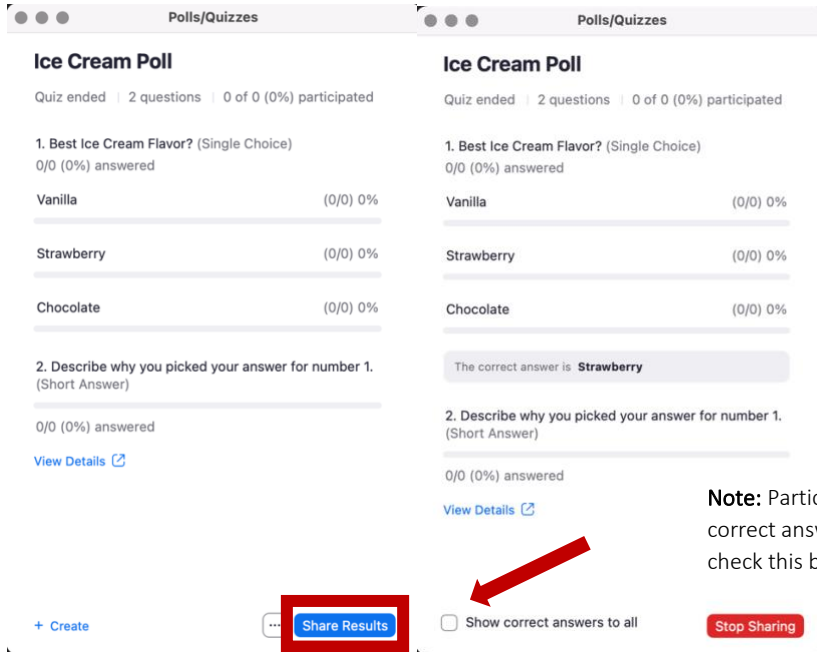 Polls/Quizzes
Ice Cream Poll
Quiz ended | 2 questions | 0 of 0 (0%) participated
1. Best Ice Cream Flavor? (Single Choice)
0/0 (0%) answered
Vanilla (0/0) 0%
Strawberry (0/0) 0%
Chocolate (0/0) 0%
2. Describe why you picked your answer for number 1.
(Short Answer)
0/0 (0%) answered
View Details
+ Create
... Share Results
Polls/Quizzes
Ice Cream Poll
Quiz ended | 2 questions | 0 of 0 (0%) participated
1. Best Ice Cream Flavor? (Single Choice)
0/0 (0%) answered
Vanilla (0/0) 0%
Strawberry (0/0) 0%
Chocolate (0/0) 0%
The correct answer is Strawberry
2. Describe why you picked your answer for number 1.
(Short Answer)
0/0 (0%) answered
View Details
Note:
correct
check this
Show correct answers to all
Stop Sharing